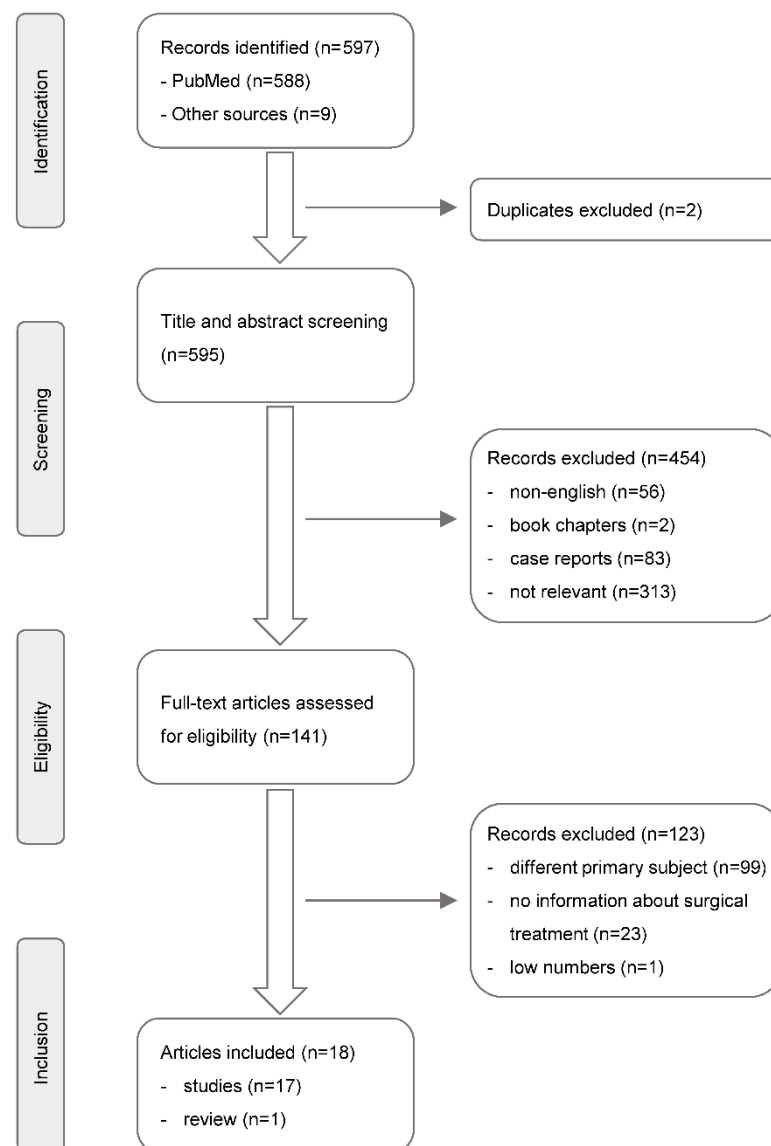 Identification
Records identified (n=597)
- PubMed (n=588)
- Other sources (n=9)
Duplicates excluded (n=2)
Screening
Title and abstract screening
(n=595)
Records excluded (n=454)
- non-english (n=56)
- book chapters (n=2)
- case reports (n=83)
- not relevant (n=313)
Eligibility
Full-text articles assessed
for eligibility (n=141)
Records excluded (n=123)
- different primary subject (n=99)
- no information about surgical
treatment (n=23)
- low numbers (n=1)
Inclusion
Articles included (n=18)
- studies (n=17)
- review (n=1)